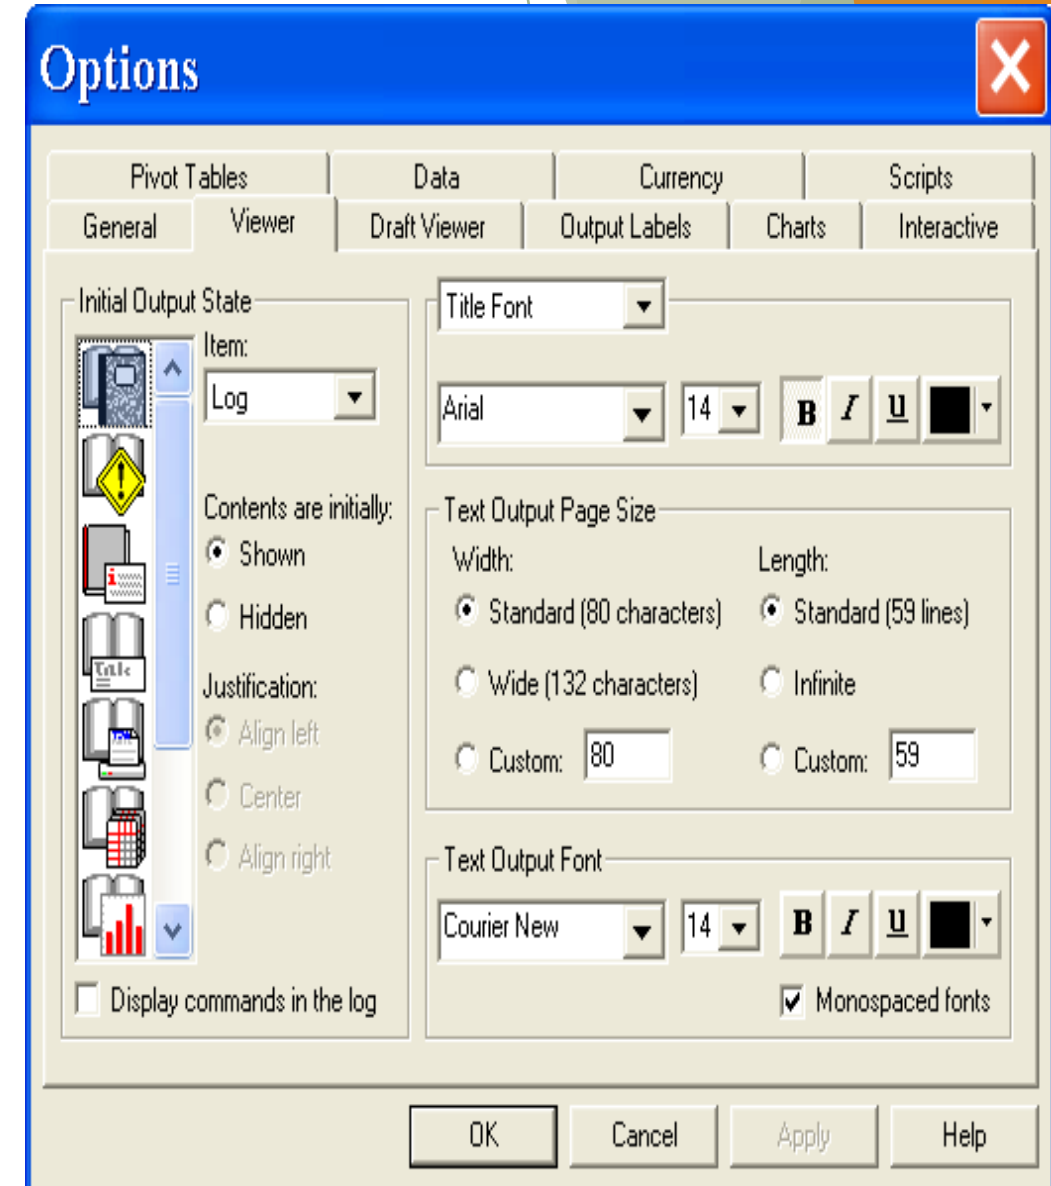 Options
Pivot Tables Data Currency Scripts
General Viewer Draft Viewer Output Labels Charts Interactive
Initial Output State
Item:
Log
Contents are initially:
Shown
Hidden
Justification:
Align left
Center
Align right
Display commands in the log
Title Font
Arial 14 B I U
Text Output Page Size
Width: Length:
Standard (80 characters) Standard (59 lines)
Wide (132 characters) Infinite
Custom: 80 Custom: 59
Text Output Font
Courier New 14 B I U
Monospaced fonts
OK Cancel Apply Help